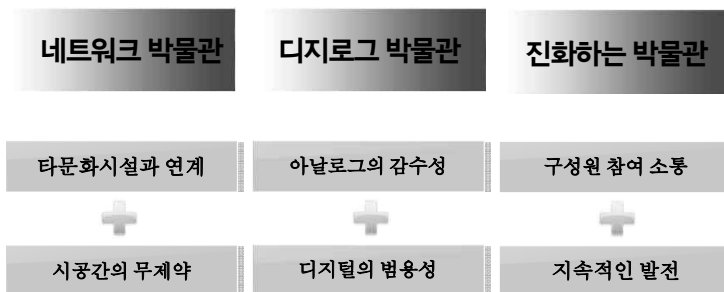 네트워크 박물관
디지로그 박물관
진화하는 박물관
타문화시설과 연계
아날로그의 감수성
구성원 참여 소통
시공간의 무제약
디지털의 범용성
지속적인 발전